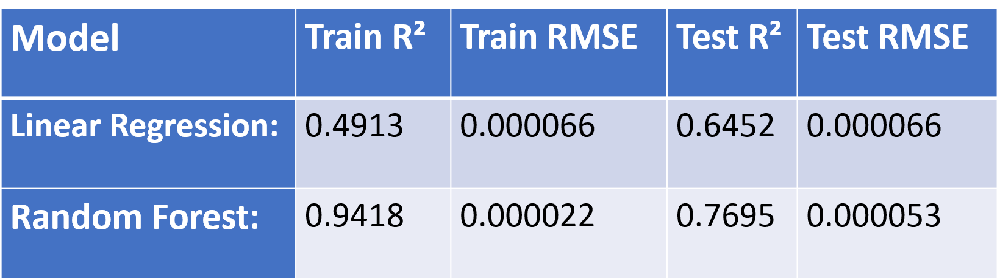 Model Train R² Train RMSE Test R² Test RMSE
Linear Regression: 0.4913 0.000066 0.6452 0.000066
Random Forest: 0.9418 0.000022 0.7695 0.000053